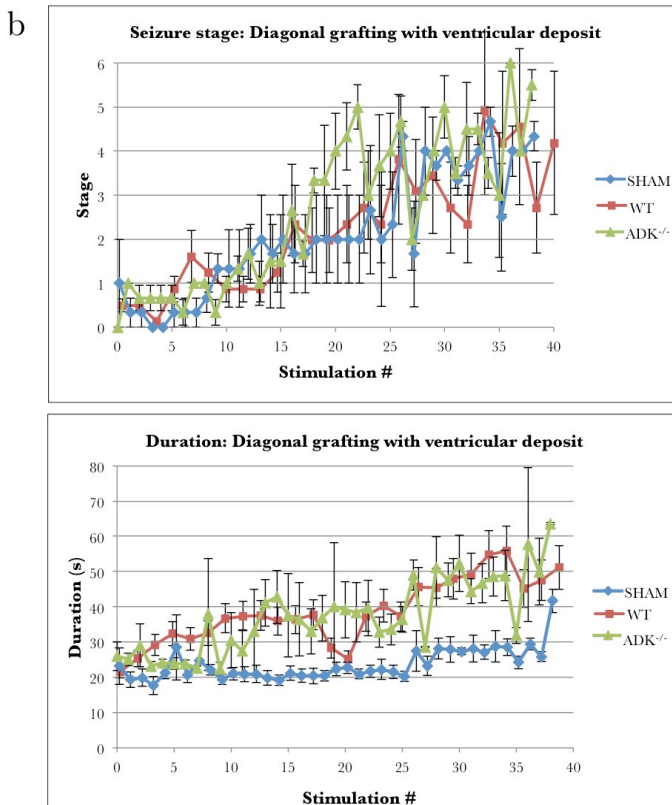 b
Seizure stage: Diagonal grafting with ventricular deposit
6
5
4
3
2
1
0
Stage
0 5 10 15 20 25 30 35 40
Stimulation #
SHAM
WT
ADK-/-
Duration: Diagonal grafting with ventricular deposit
80
70
60
50
40
30
20
10
0
Duration (s)
0 5 10 15 20 25 30 35 40
Stimulation #
SHAM
WT
ADK-/-